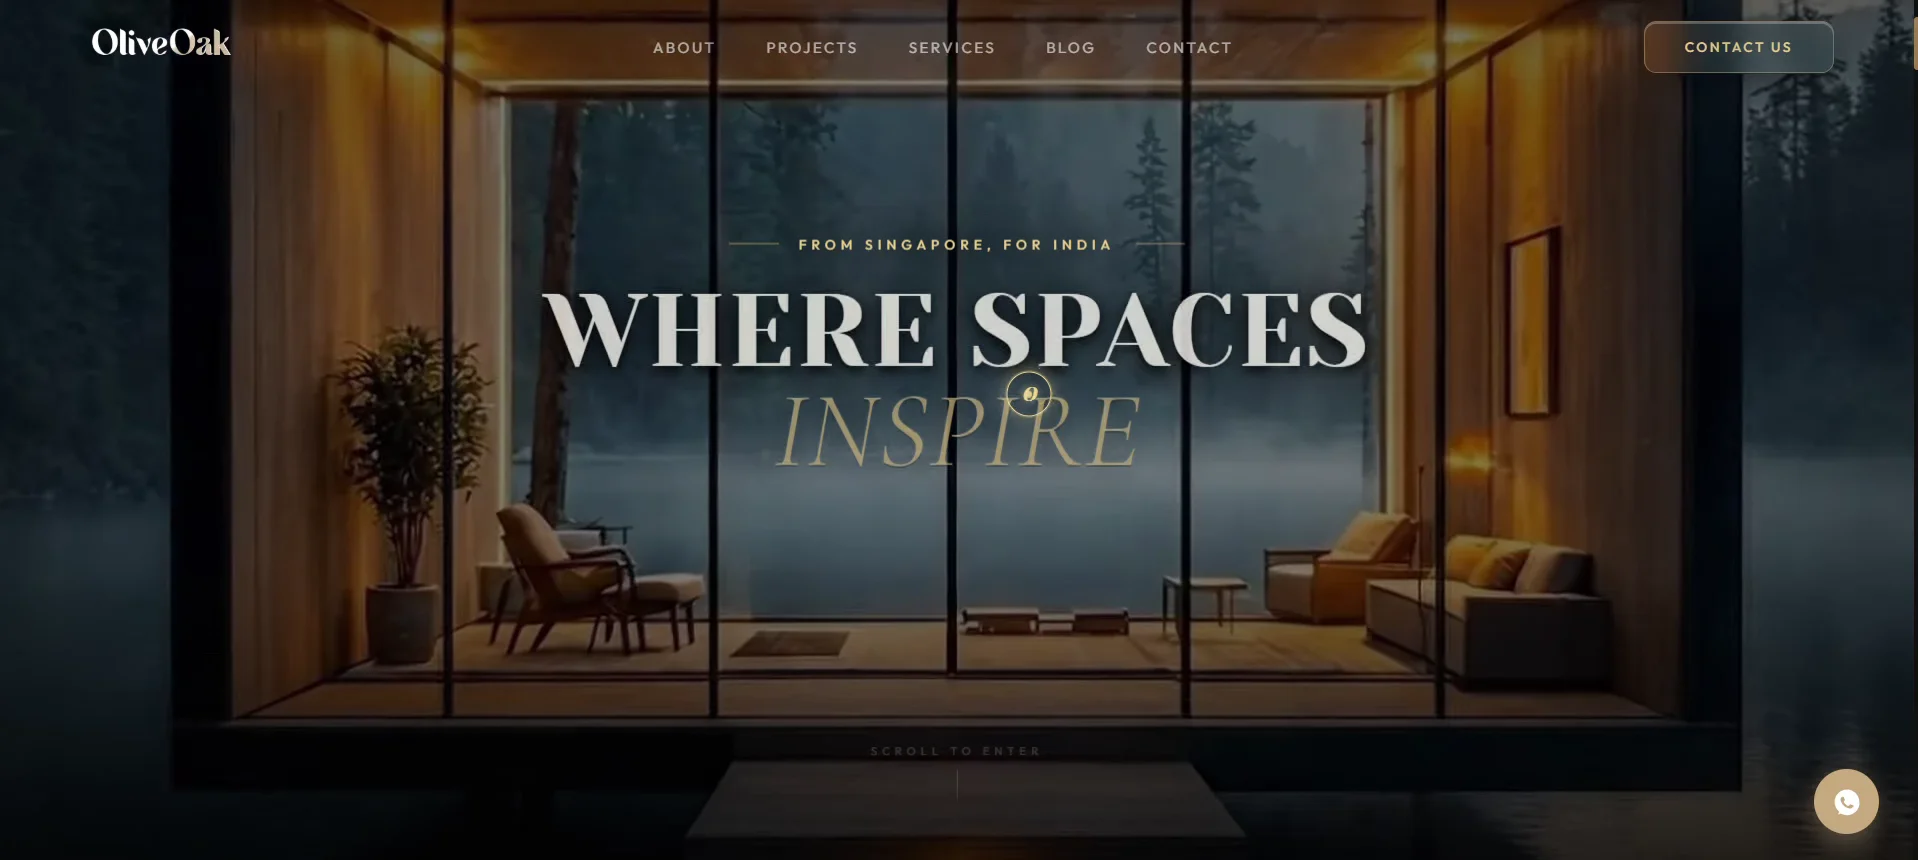 OliveOak
ABOUT PROJECTS SERVICES BLOG CONTACT
CONTACT US
FROM SINGAPORE, FOR INDIA
WHERE SPACES
INSPIRE
SCROLL TO ENTER